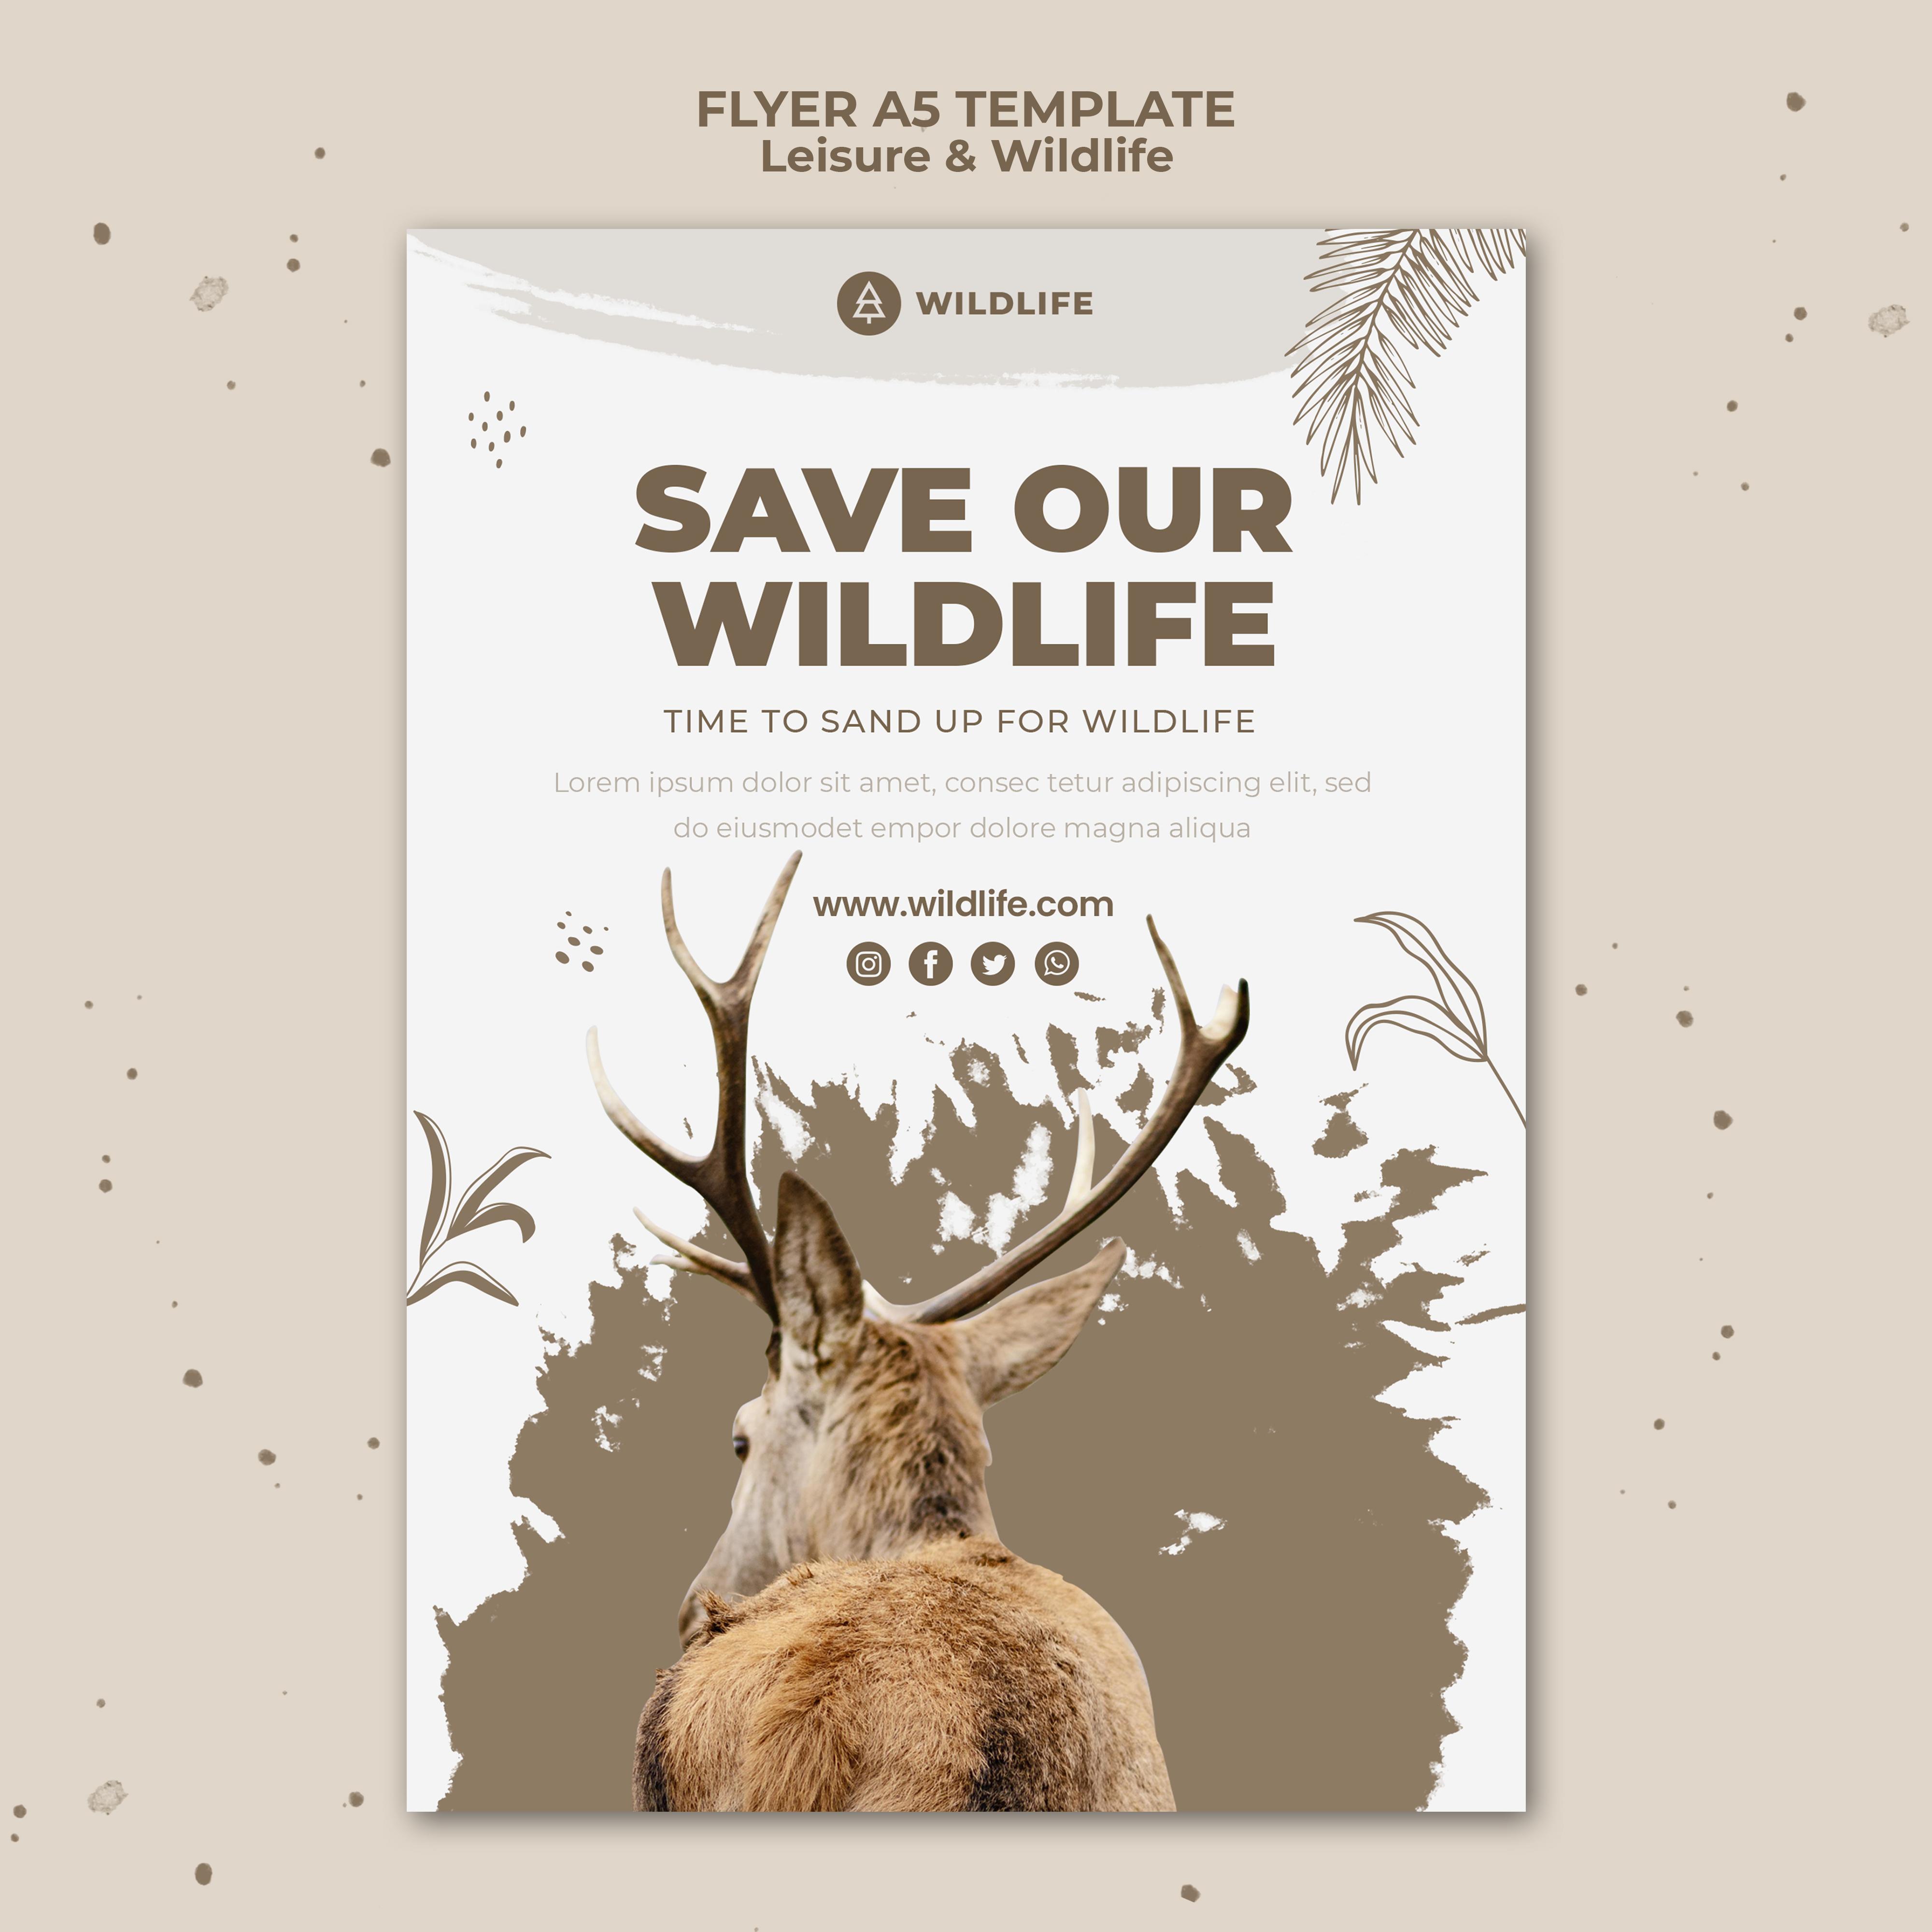 FLYER A5 TEMPLATE
Leisure & Wildlife
WILDLIFE
SAVE OUR
WILDLIFE
TIME TO SAND UP FOR WILDLIFE
Lorem ipsum dolor sit amet, consec tetur adipiscing elit, sed
do eiusmodet empor dolore magna aliqua
www.wildlife.com